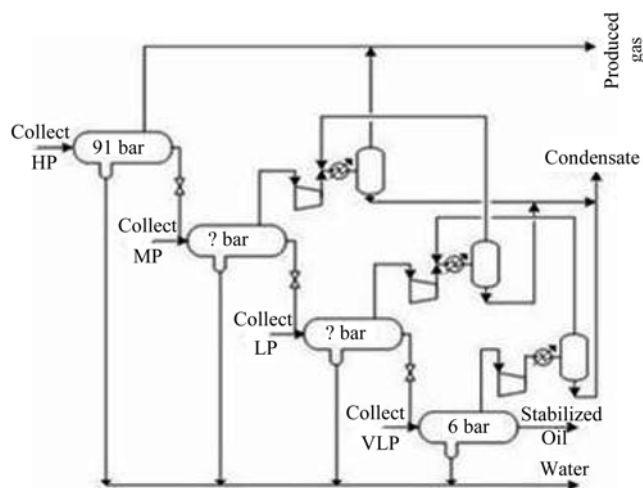 Produced
gas
Collect
HP
91 bar
Condensate
Collect
MP
? bar
Collect
LP
? bar
Collect
VLP
6 bar
Stabilized
Oil
Water